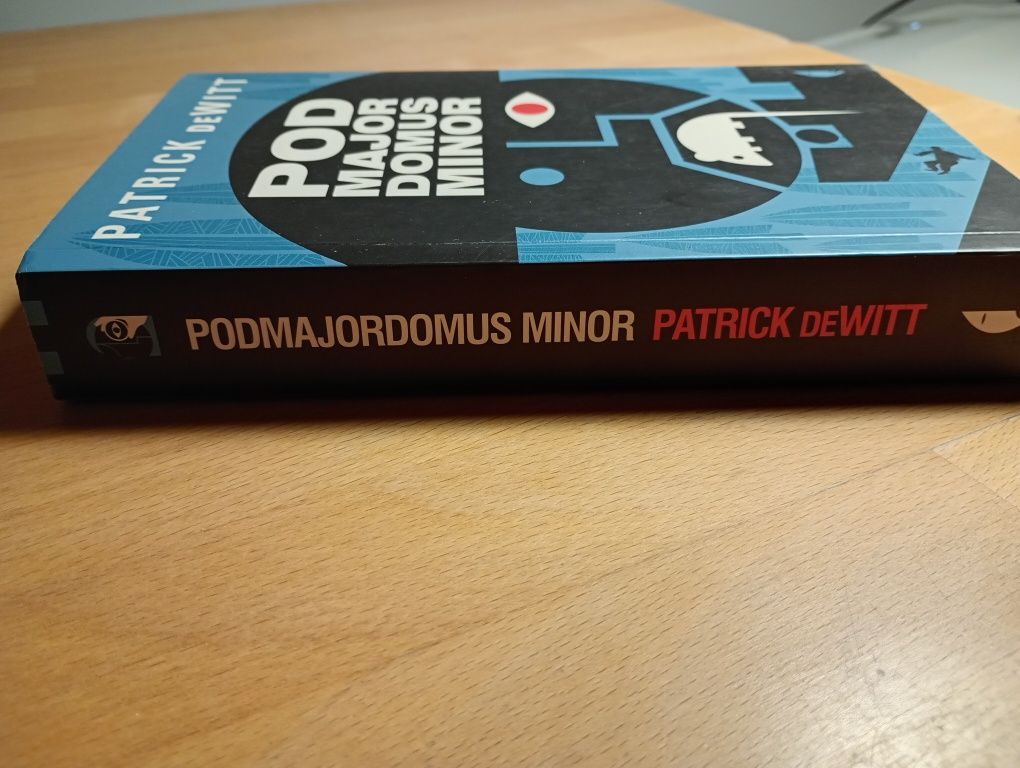 PATRICK DEWITT
POD
MAJOR
DOMUS
MINOR
PODMAJORDOMUS MINOR PATRICK DEWITT